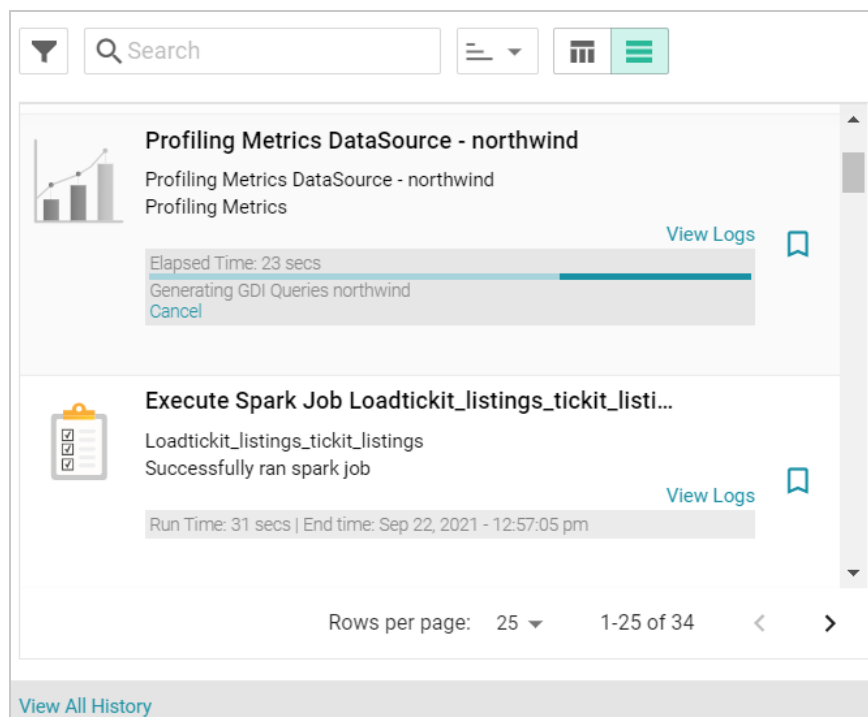 Search
Profiling Metrics DataSource - northwind
Profiling Metrics DataSource - northwind
Profiling Metrics
View Logs
Elapsed Time: 23 secs
Generating GDI Queries northwind
Cancel
Execute Spark Job Loadtickit_listings_tickit_listi...
Loadtickit_listings_tickit_listings
Successfully ran spark job
View Logs
Run Time: 31 secs | End time: Sep 22, 2021 - 12:57:05 pm
Rows per page: 25 1-25 of 34
View All History